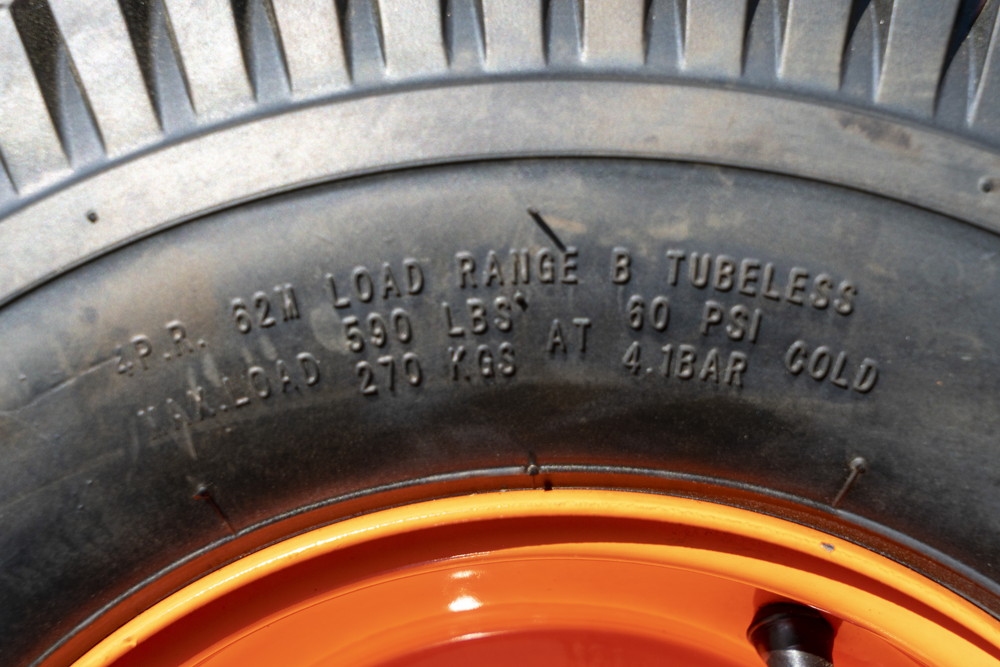 4P.R. 62M LOAD RANGE B TUBELESS
MAX.LOAD 590 LBS AT 60 PSI COLD
270 KGS 4.1BAR